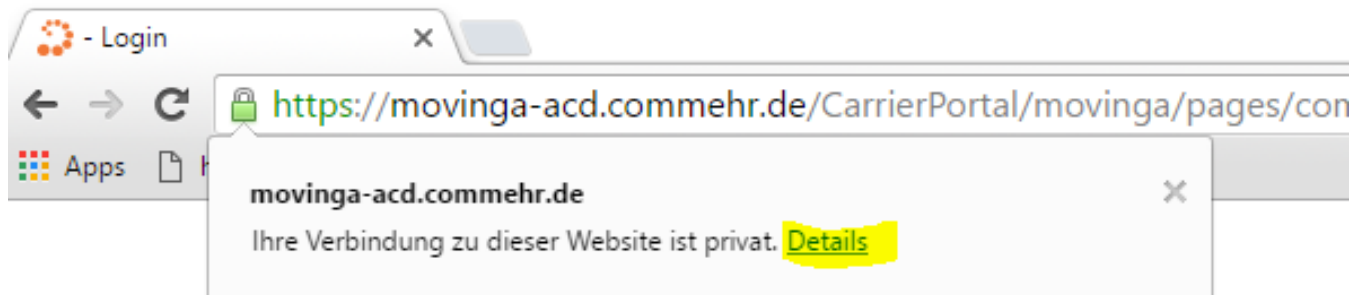 - Login
https://movinga-acd.commehr.de/CarrierPortal/movinga/pages/
Apps
movinga-acd.commehr.de
Ihre Verbindung zu dieser Website ist privat. Details